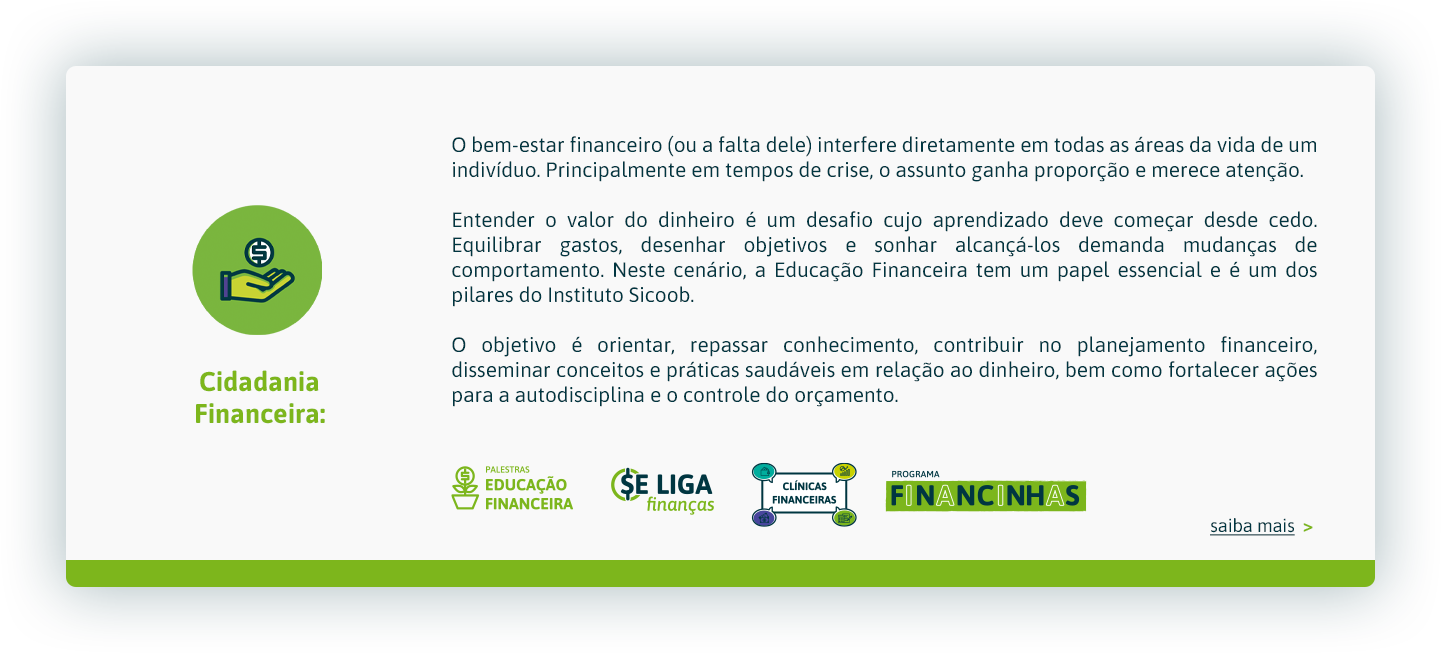 Cidadania
Financeira:
O bem-estar financeiro (ou a falta dele) interfere diretamente em todas as áreas da vida de um
indivíduo. Principalmente em tempos de crise, o assunto ganha proporção e merece atenção.
Entender o valor do dinheiro é um desafio cujo aprendizado deve começar desde cedo.
Equilibrar gastos, desenhar objetivos e sonhar alcançá-los demanda mudanças de
comportamento. Neste cenário, a Educação Financeira tem um papel essencial e é um dos
pilares do Instituto Sicoob.
O objetivo é orientar, repassar conhecimento, contribuir no planejamento financeiro,
disseminar conceitos e práticas saudáveis em relação ao dinheiro, bem como fortalecer ações
para a autodisciplina e o controle do orçamento.
PALESTRAS
EDUCAÇÃO
FINANCEIRA
$E LIGA
finanças
CLÍNICAS
FINANCEIRAS
PROGRAMA
FINANCINHAS
saiba mais >